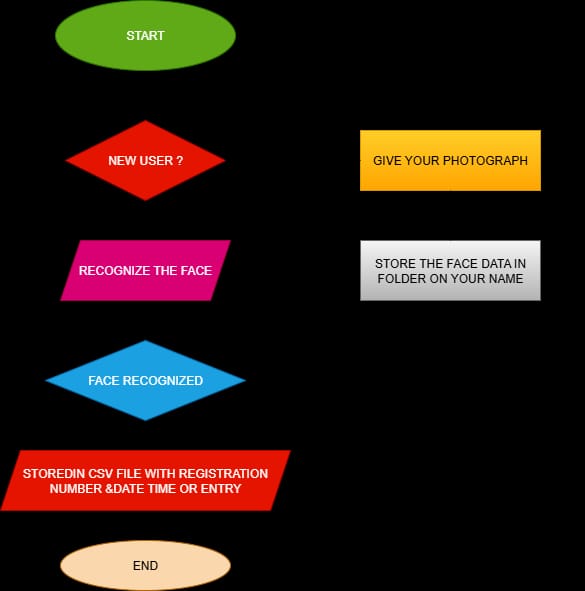 START
NEW USER ?
GIVE YOUR PHOTOGRAPH
RECOGNIZE THE FACE
STORE THE FACE DATA IN
FOLDER ON YOUR NAME
FACE RECOGNIZED
STOREDIN CSV FILE WITH REGISTRATION
NUMBER &DATE TIME OR ENTRY
END